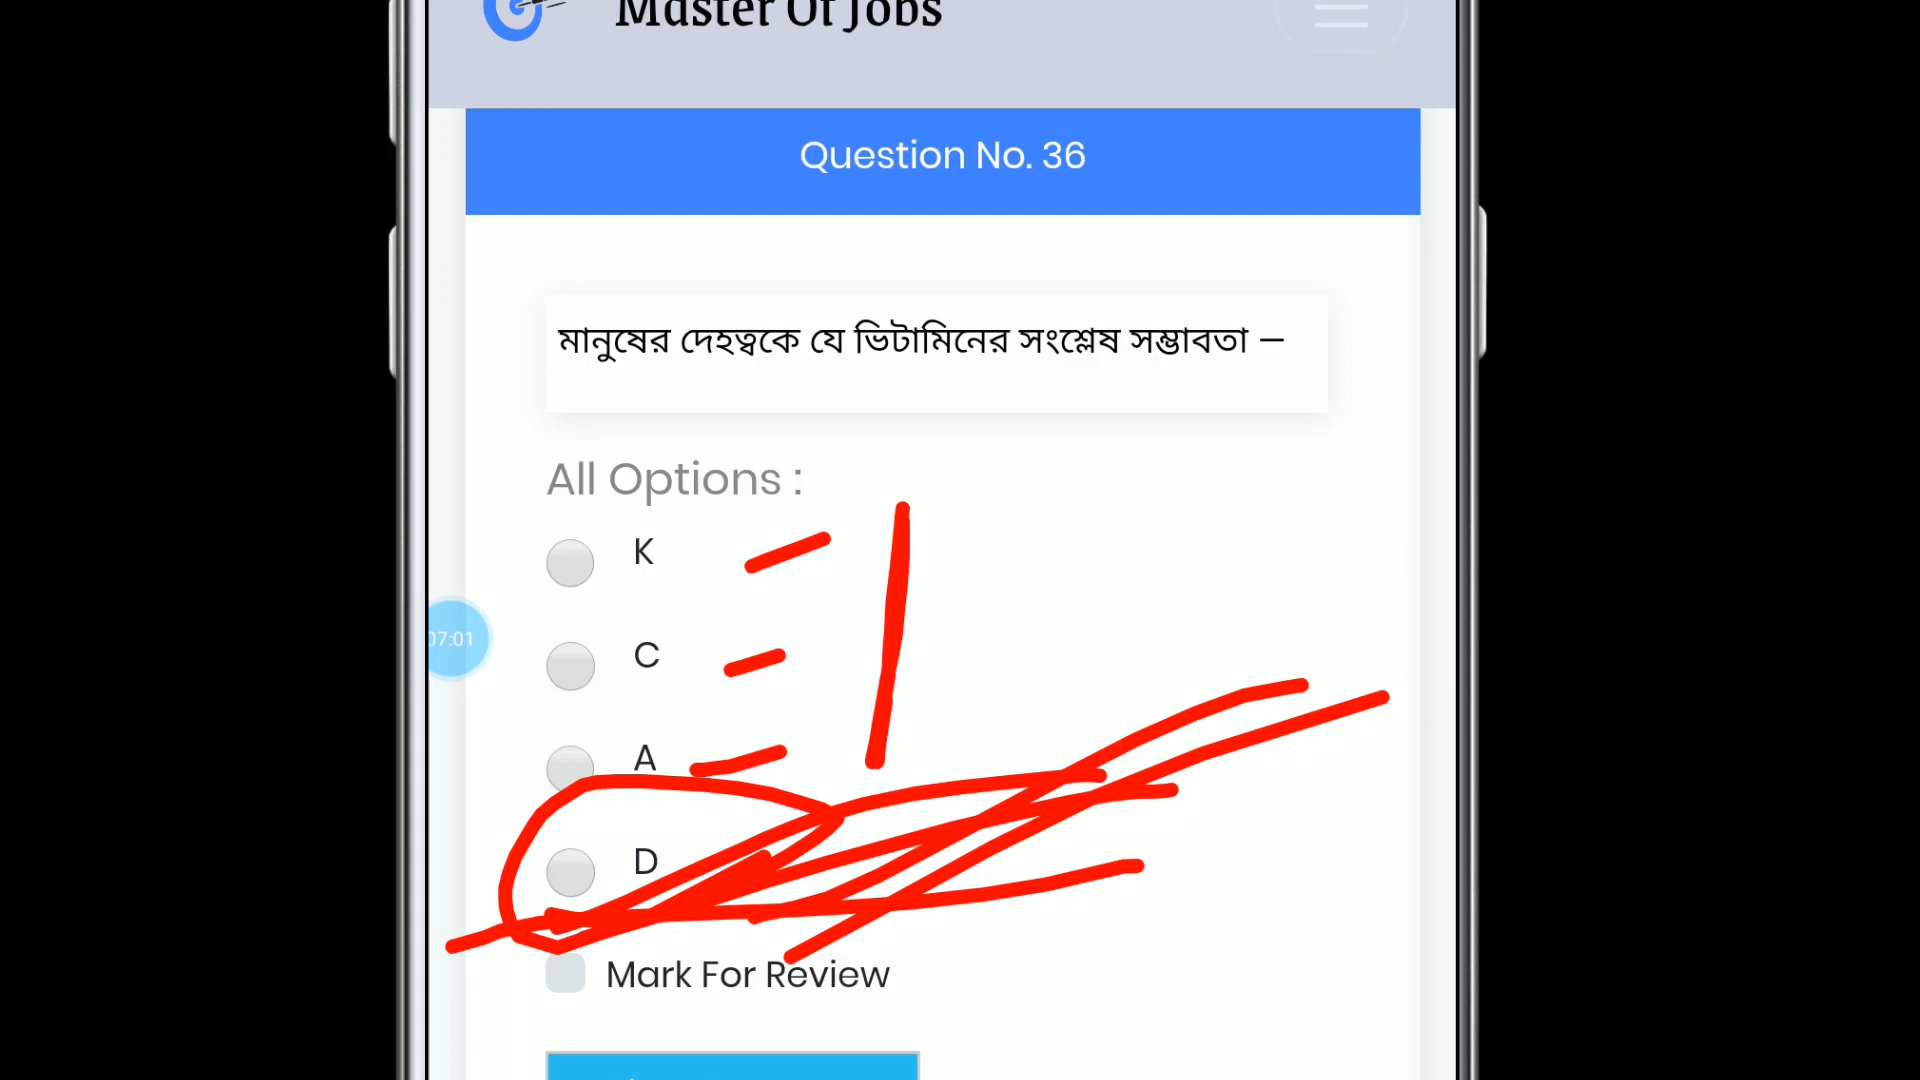 Master Of Jobs
Question No. 36
মানুষের দেহত্বকে যে ভিটামিনের সংশ্লেষ সম্ভাবতা –
All Options :
K
C
07:01
A
D
Mark For Review